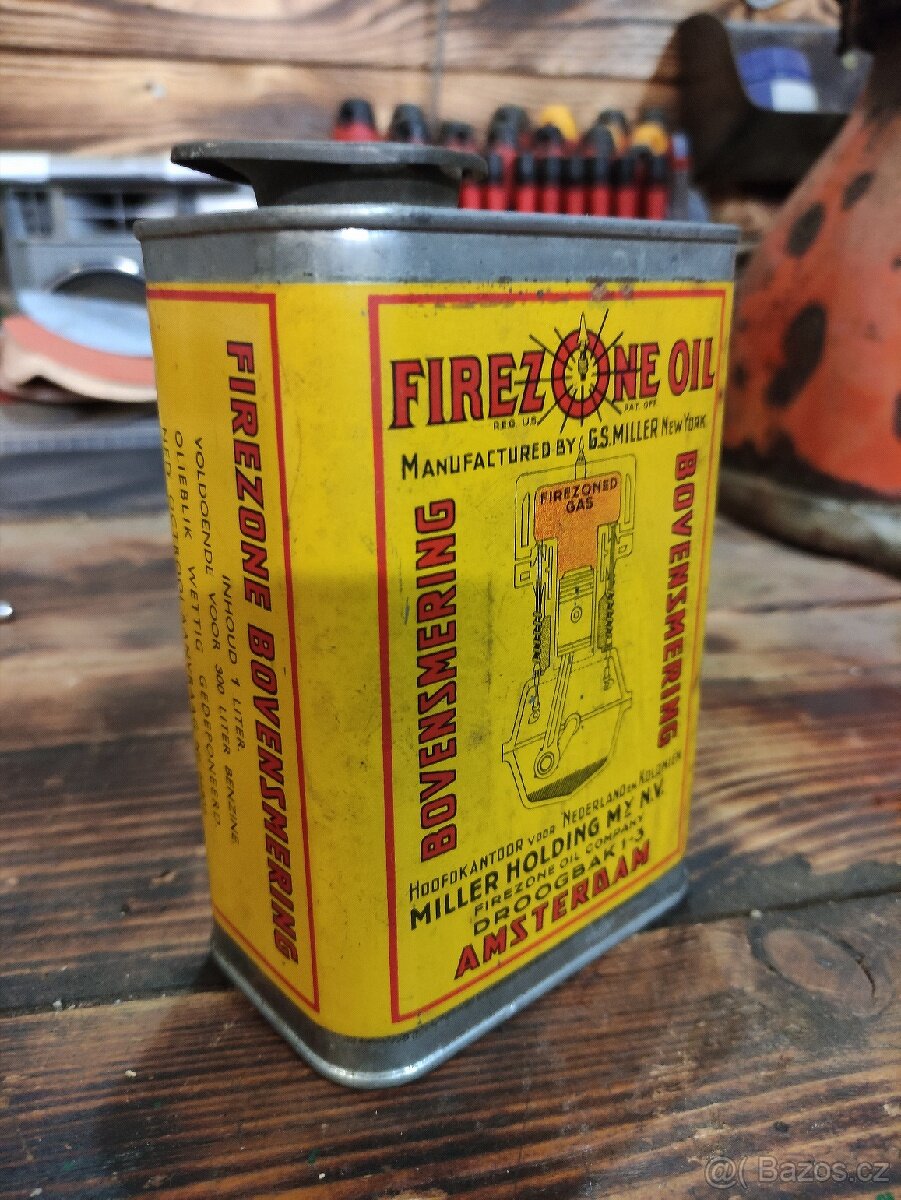 FIREZONE OIL
REG. U.S. PAT. OFF.
MANUFACTURED BY G.S. MILLER NEW YORK
FIREZONED
GAS
BOVENSMERING
BOVENSMERING
HOOFDKANTOOR VOOR NEDERLAND EN KOLONIEN
MILLER HOLDING MY N.V.
FIREZONE OIL COMPANY
DROOGBAK 1-3
AMSTERDAM
FIREZONE BOVENSMERING
INHOUD 1 LITER
VOLDOENDE VOOR 300 LITER BENZINE
OLIEBLIK WETTIG GEDEPONEERD
@( Bazos.cz